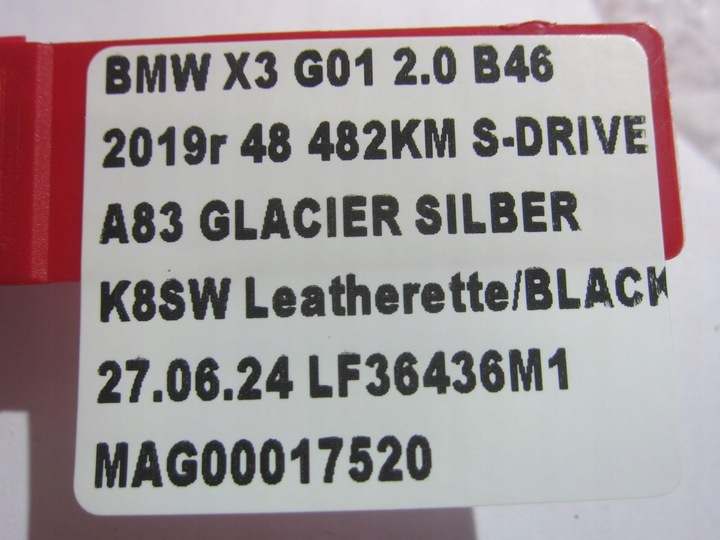 BMW X3 G01 2.0 B46
2019r 48 482KM S-DRIVE
A83 GLACIER SILBER
K8SW Leatherette/BLACK
27.06.24 LF36436M1
MAG00017520